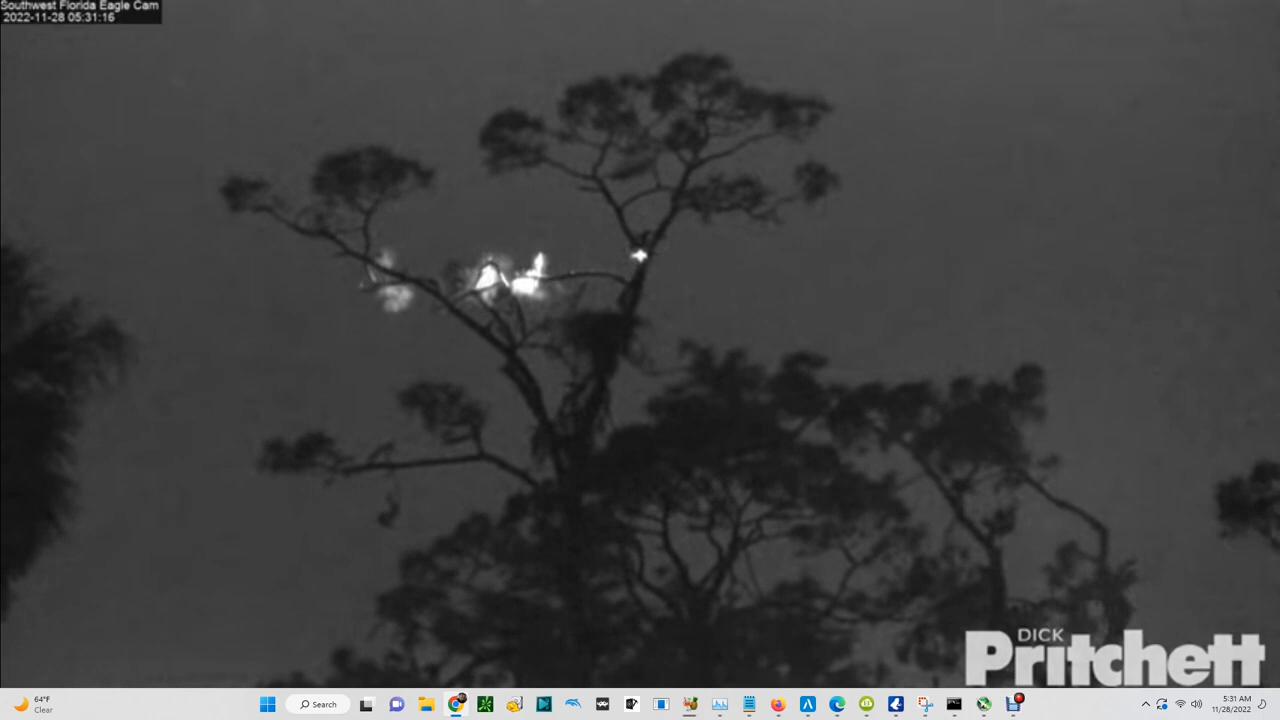 Southwest Florida Eagle Cam
2022-11-28 05:31:16
DICK
Pritchett
64°F
Clear
Search
5:31 AM
11/28/2022